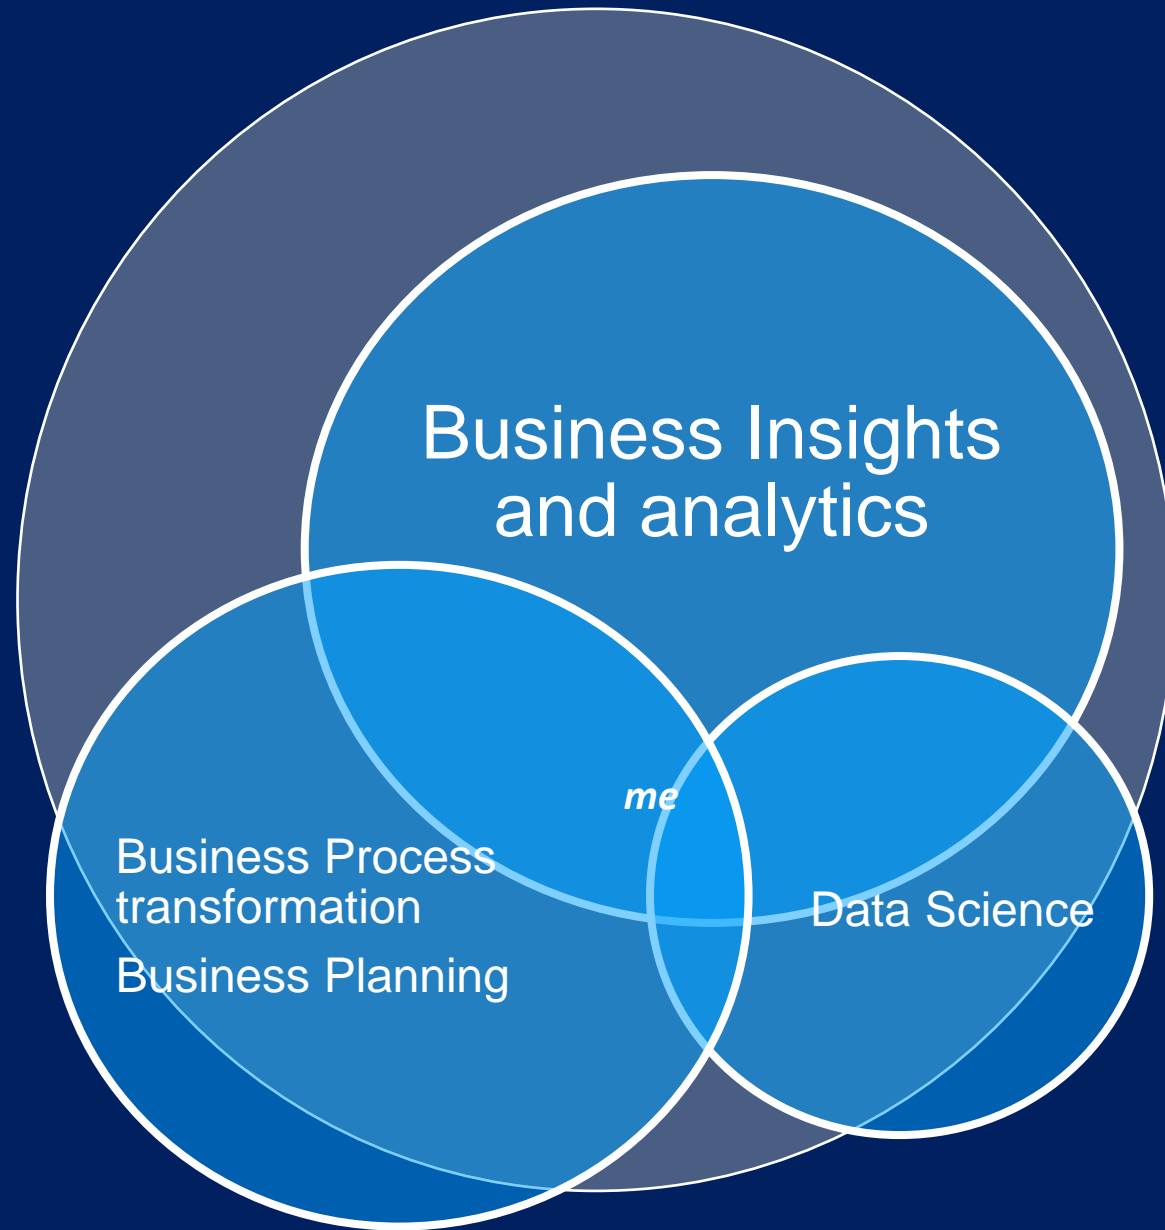 Business Insights
and analytics
me
Business Process
transformation
Business Planning
Data Science